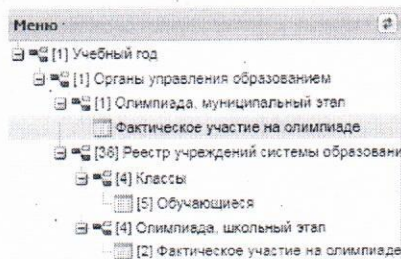 Меню
[1] Учебный год
[1] Органы управления образованием
[1] Олимпиада, муниципальный этап
Фактическое участие на олимпиаде
[36] Реестр учреждений системы образовани
[4] Классы
[5] Обучающиеся
[4] Олимпиада, школьный этап
[2] Фактическое участие на олимпиаде